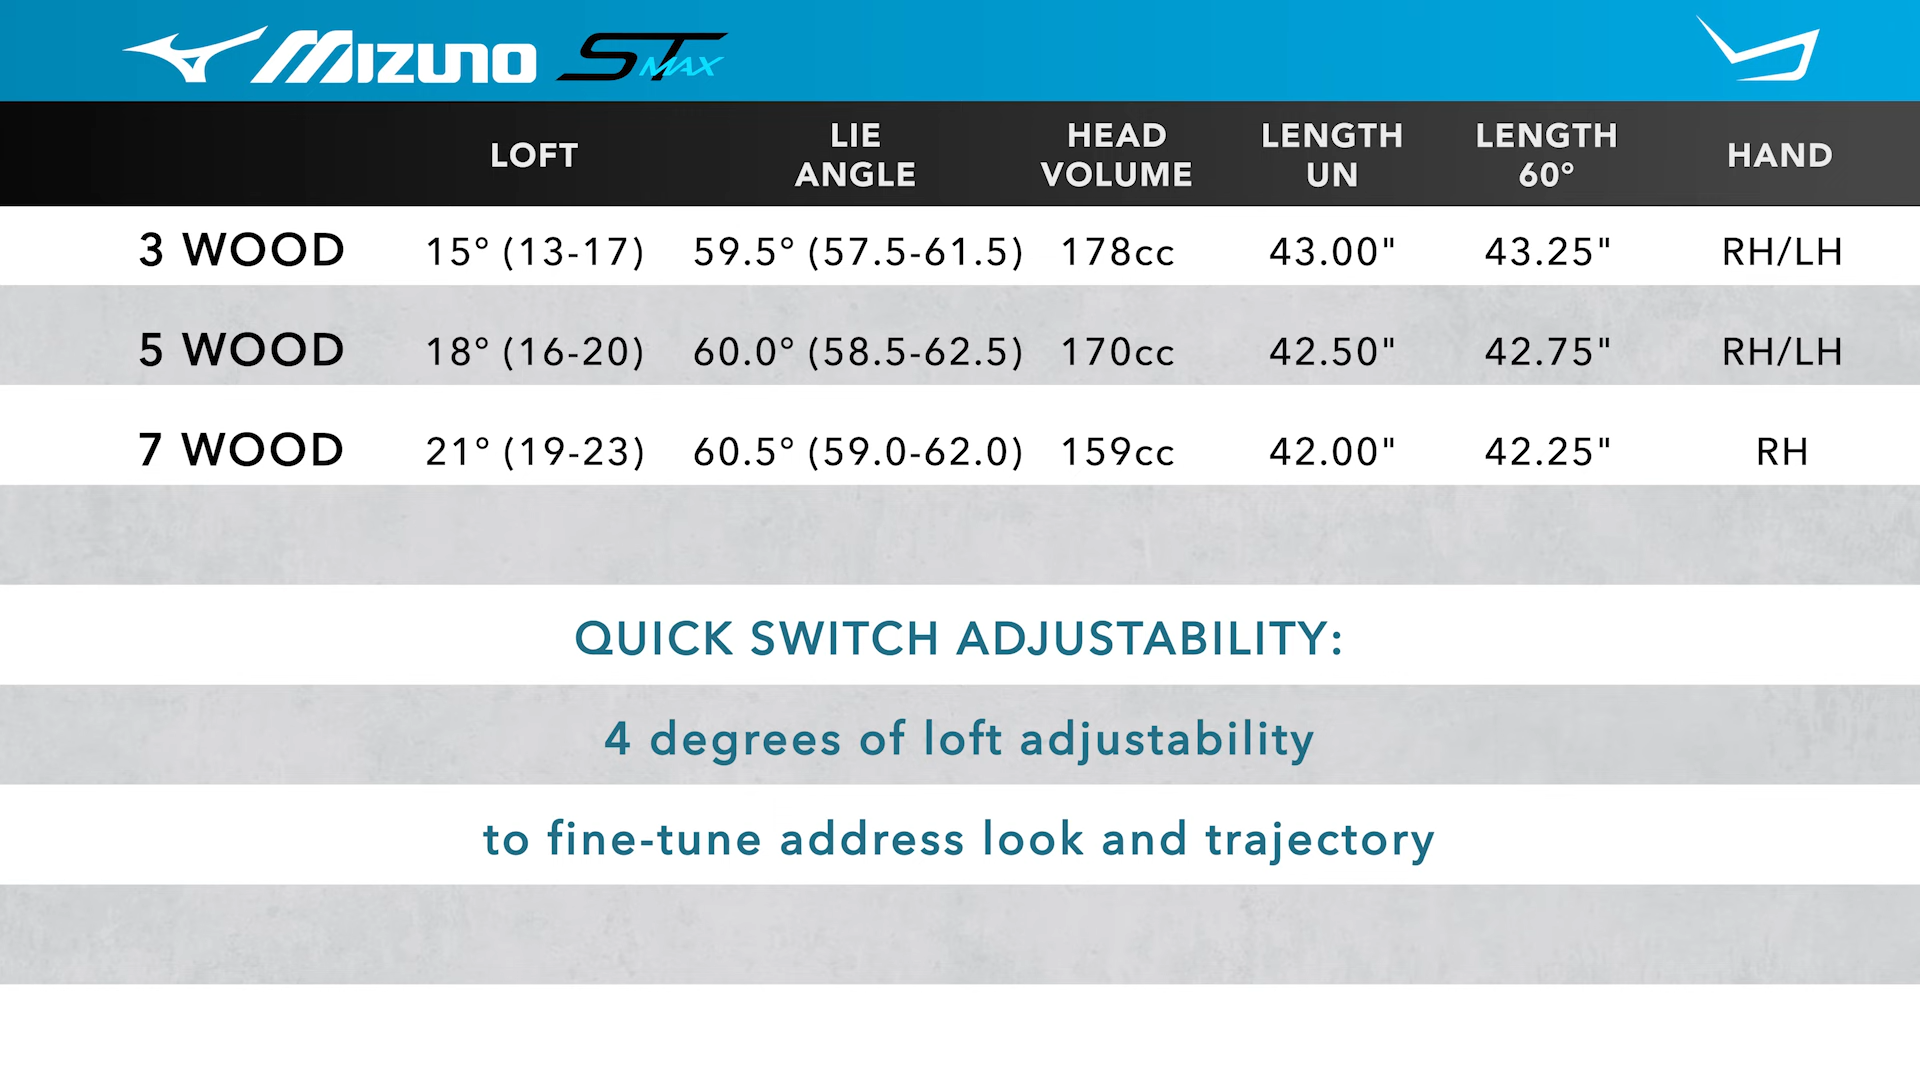 MIZUNO ST MAX
LOFT LIE ANGLE HEAD VOLUME LENGTH UN LENGTH 60° HAND
3 WOOD 15° (13-17) 59.5° (57.5-61.5) 178cc 43.00" 43.25" RH/LH
5 WOOD 18° (16-20) 60.0° (58.5-62.5) 170cc 42.50" 42.75" RH/LH
7 WOOD 21° (19-23) 60.5° (59.0-62.0) 159cc 42.00" 42.25" RH
QUICK SWITCH ADJUSTABILITY:
4 degrees of loft adjustability
to fine-tune address look and trajectory